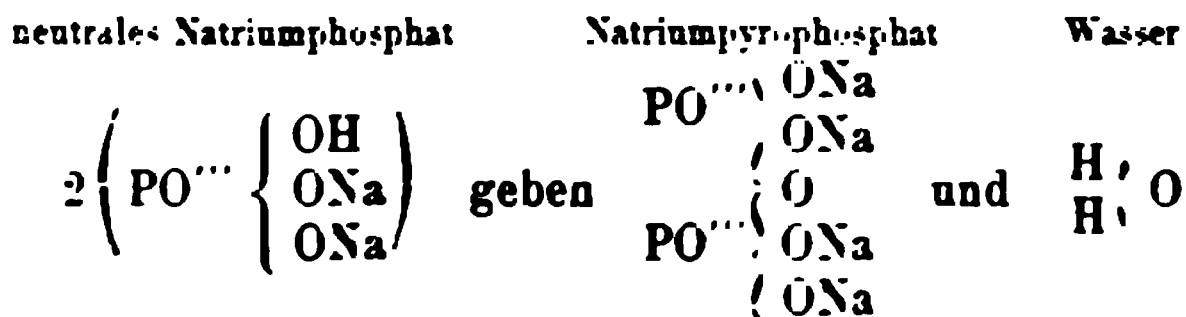 neutrales Natriumphosphat Natriumpyrophosphat Wasser
PO''' ONa
OH ONa
2 ( PO''' { ONa ) geben O und H H } O
ONa PO''' ONa
ONa